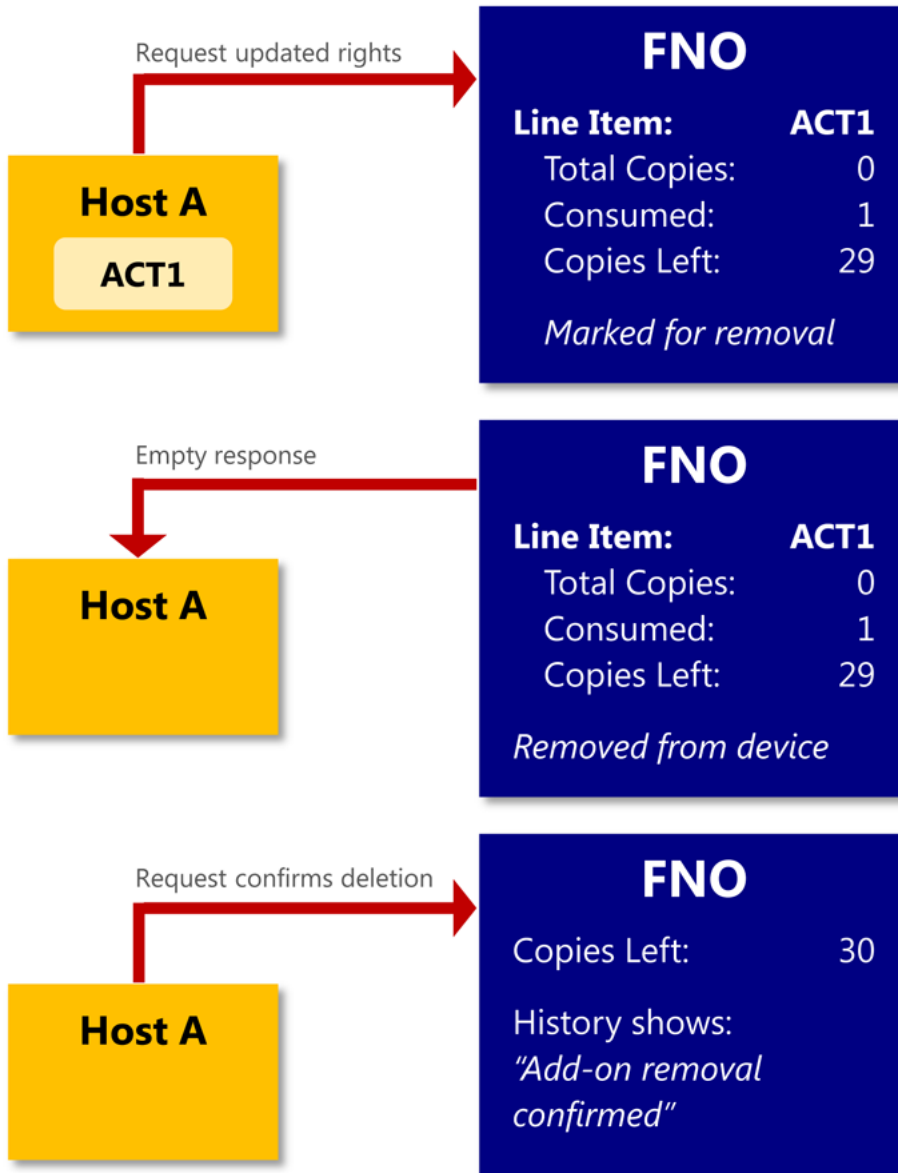 Request updated rights
FNO
Line Item: ACT1
Total Copies: 0
Host A
Consumed: 1
ACT1
Copies Left: 29
Marked for removal
Empty response
FNO
Line Item: ACT1
Host A
Total Copies: 0
Consumed: 1
Copies Left: 29
Removed from device
Request confirms deletion
FNO
Copies Left: 30
Host A
History shows:
“Add-on removal
confirmed”